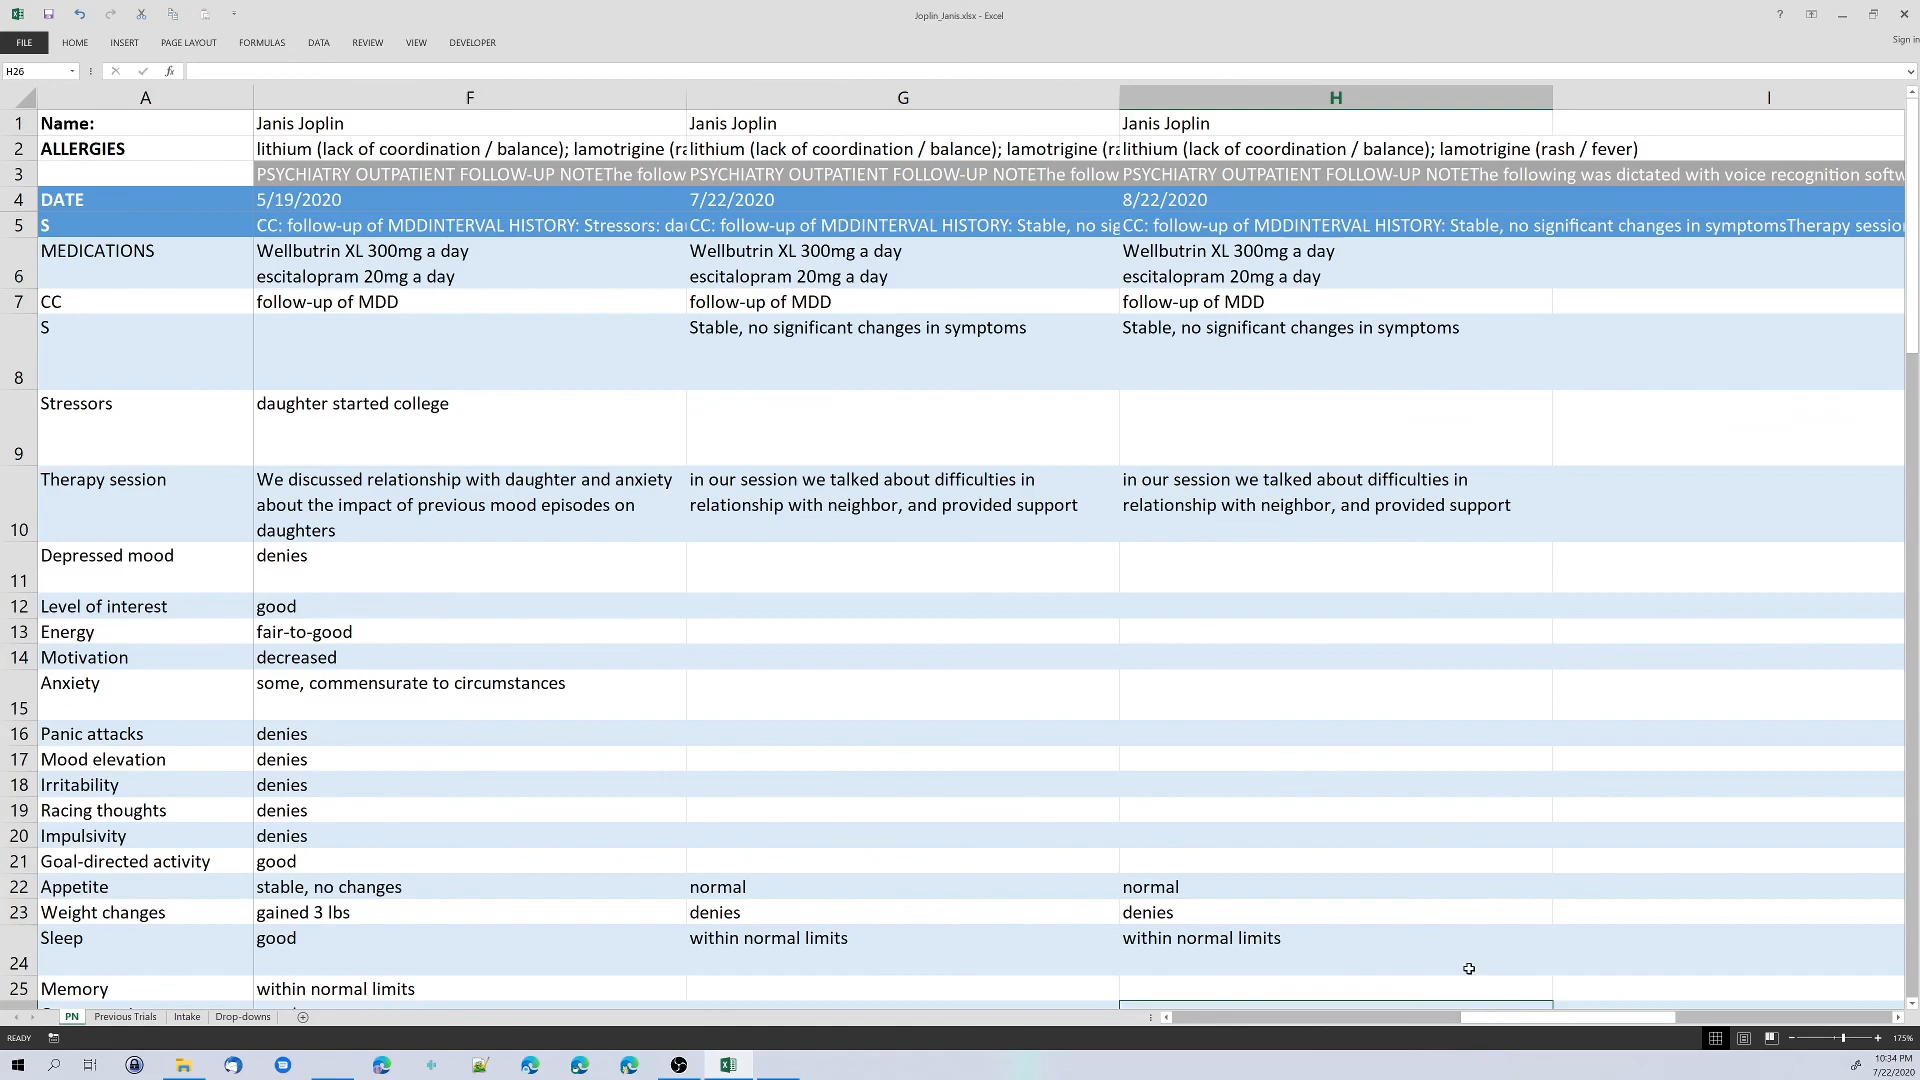 Joplin_Janis.xlsx - Excel
?
Sign in
FILE HOME INSERT PAGE LAYOUT FORMULAS DATA REVIEW VIEW DEVELOPER
H26 fx
A F G H I
1 Name: Janis Joplin Janis Joplin Janis Joplin
2 ALLERGIES lithium (lack of coordination / balance); lamotrigine (ra lithium (lack of coordination / balance); lamotrigine (ra lithium (lack of coordination / balance); lamotrigine (rash / fever)
3 PSYCHIATRY OUTPATIENT FOLLOW-UP NOTEThe follow PSYCHIATRY OUTPATIENT FOLLOW-UP NOTEThe follow PSYCHIATRY OUTPATIENT FOLLOW-UP NOTEThe following was dictated with voice recognition softw
4 DATE 5/19/2020 7/22/2020 8/22/2020
5 S CC: follow-up of MDDINTERVAL HISTORY: Stressors: dau CC: follow-up of MDDINTERVAL HISTORY: Stable, no sig CC: follow-up of MDDINTERVAL HISTORY: Stable, no significant changes in symptomsTherapy sessio
MEDICATIONS Wellbutrin XL 300mg a day Wellbutrin XL 300mg a day Wellbutrin XL 300mg a day
6 escitalopram 20mg a day escitalopram 20mg a day escitalopram 20mg a day
7 CC follow-up of MDD follow-up of MDD follow-up of MDD
S Stable, no significant changes in symptoms Stable, no significant changes in symptoms
8
Stressors daughter started college
9
Therapy session We discussed relationship with daughter and anxiety in our session we talked about difficulties in in our session we talked about difficulties in
about the impact of previous mood episodes on relationship with neighbor, and provided support relationship with neighbor, and provided support
10 daughters
Depressed mood denies
11
12 Level of interest good
13 Energy fair-to-good
14 Motivation decreased
Anxiety some, commensurate to circumstances
15
16 Panic attacks denies
17 Mood elevation denies
18 Irritability denies
19 Racing thoughts denies
20 Impulsivity denies
21 Goal-directed activity good
22 Appetite stable, no changes normal normal
23 Weight changes gained 3 lbs denies denies
Sleep good within normal limits within normal limits
24
25 Memory within normal limits
PN Previous Trials Intake Drop-downs
READY 175%
10:34 PM
7/22/2020